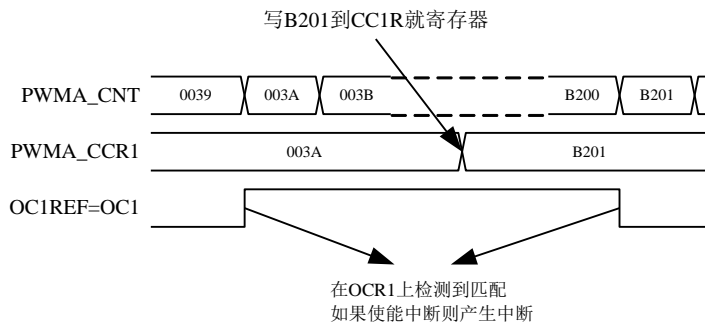 写B201到CC1R就寄存器
PWMA_CNT 0039 003A 003B B200 B201
PWMA_CCR1 003A B201
OC1REF=OC1
在OCR1上检测到匹配
如果使能中断则产生中断